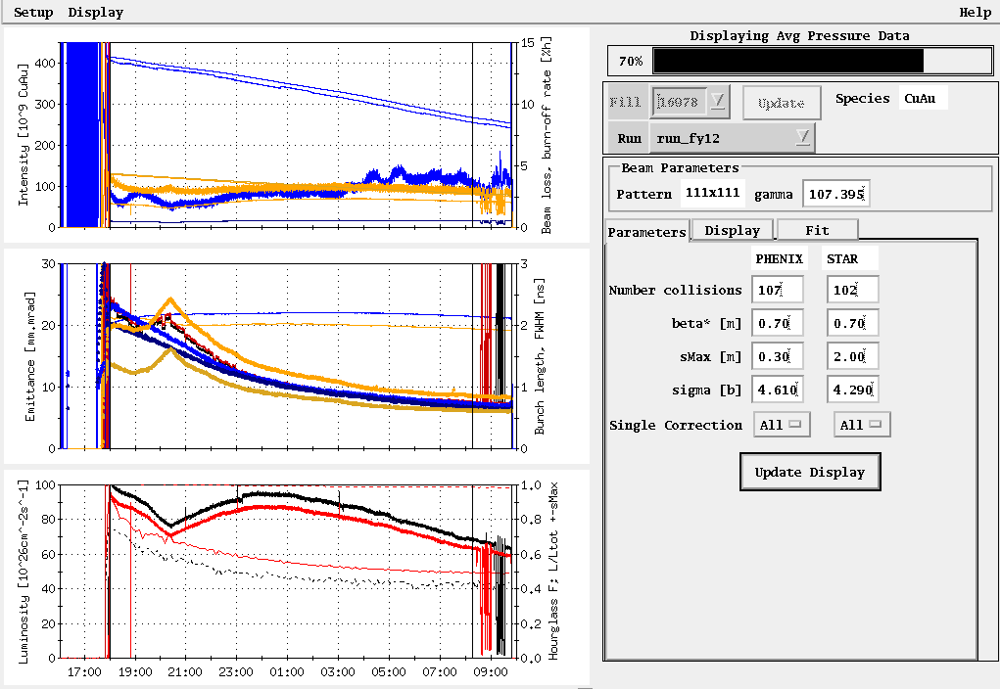 Setup Display Help
Displaying Avg Pressure Data
70%
Fill 16978 Update Species CuAu
Run run_fy12
Beam Parameters
Pattern 111x111 gamma 107.395
Parameters Display Fit
PHENIX STAR
Number collisions 107 102
beta* [m] 0.70 0.70
sMax [m] 0.30 2.00
sigma [b] 4.610 4.290
Single Correction All All
Update Display
Intensity [10^9 CuAu]
400
300
200
100
0
15
10
5
0
Beam loss, burn-off rate [%h]
Emittance [mm.mrad]
30
20
10
0
3
2
1
0
Bunch length, FWHM [ns]
Luminosity [10^26cm^-2s^-1]
100
80
60
40
20
0
1.0
0.8
0.6
0.4
0.2
0.0
Hourglass F; L/Ltot +-sMax
17:00 19:00 21:00 23:00 01:00 03:00 05:00 07:00 09:00